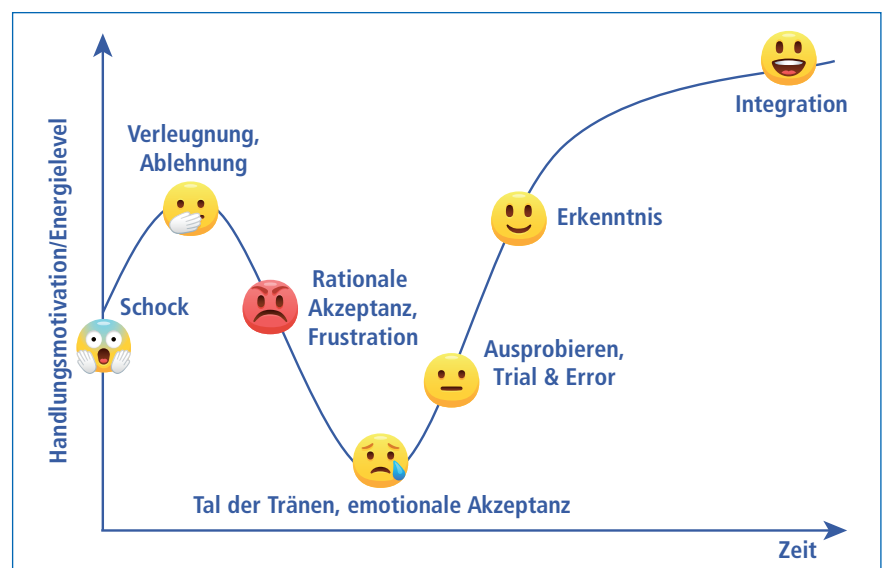 Handlungsmotivation/Energielevel
Verleugnung,
Ablehnung
Schock
Rationale
Akzeptanz,
Frustration
Tal der Tränen, emotionale Akzeptanz
Ausprobieren,
Trial & Error
Erkenntnis
Integration
Zeit